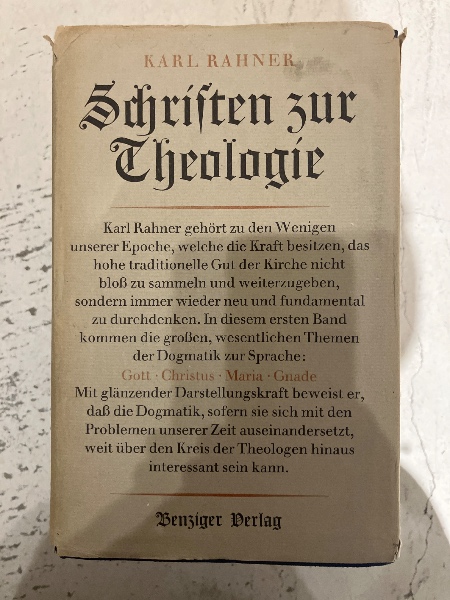 KARL RAHNER
Schriften zur
Theologie
Karl Rahner gehört zu den Wenigen
unserer Epoche, welche die Kraft besitzen, das
hohe traditionelle Gut der Kirche nicht
bloß zu sammeln und weiterzugeben,
sondern immer wieder neu und fundamental
zu durchdenken. In diesem ersten Band
kommen die großen, wesentlichen Themen
der Dogmatik zur Sprache:
Gott · Christus · Maria · Gnade
Mit glänzender Darstellungskraft beweist er,
daß die Dogmatik, sofern sie sich mit den
Problemen unserer Zeit auseinandersetzt,
weit über den Kreis der Theologen hinaus
interessant sein kann.
Benziger Verlag